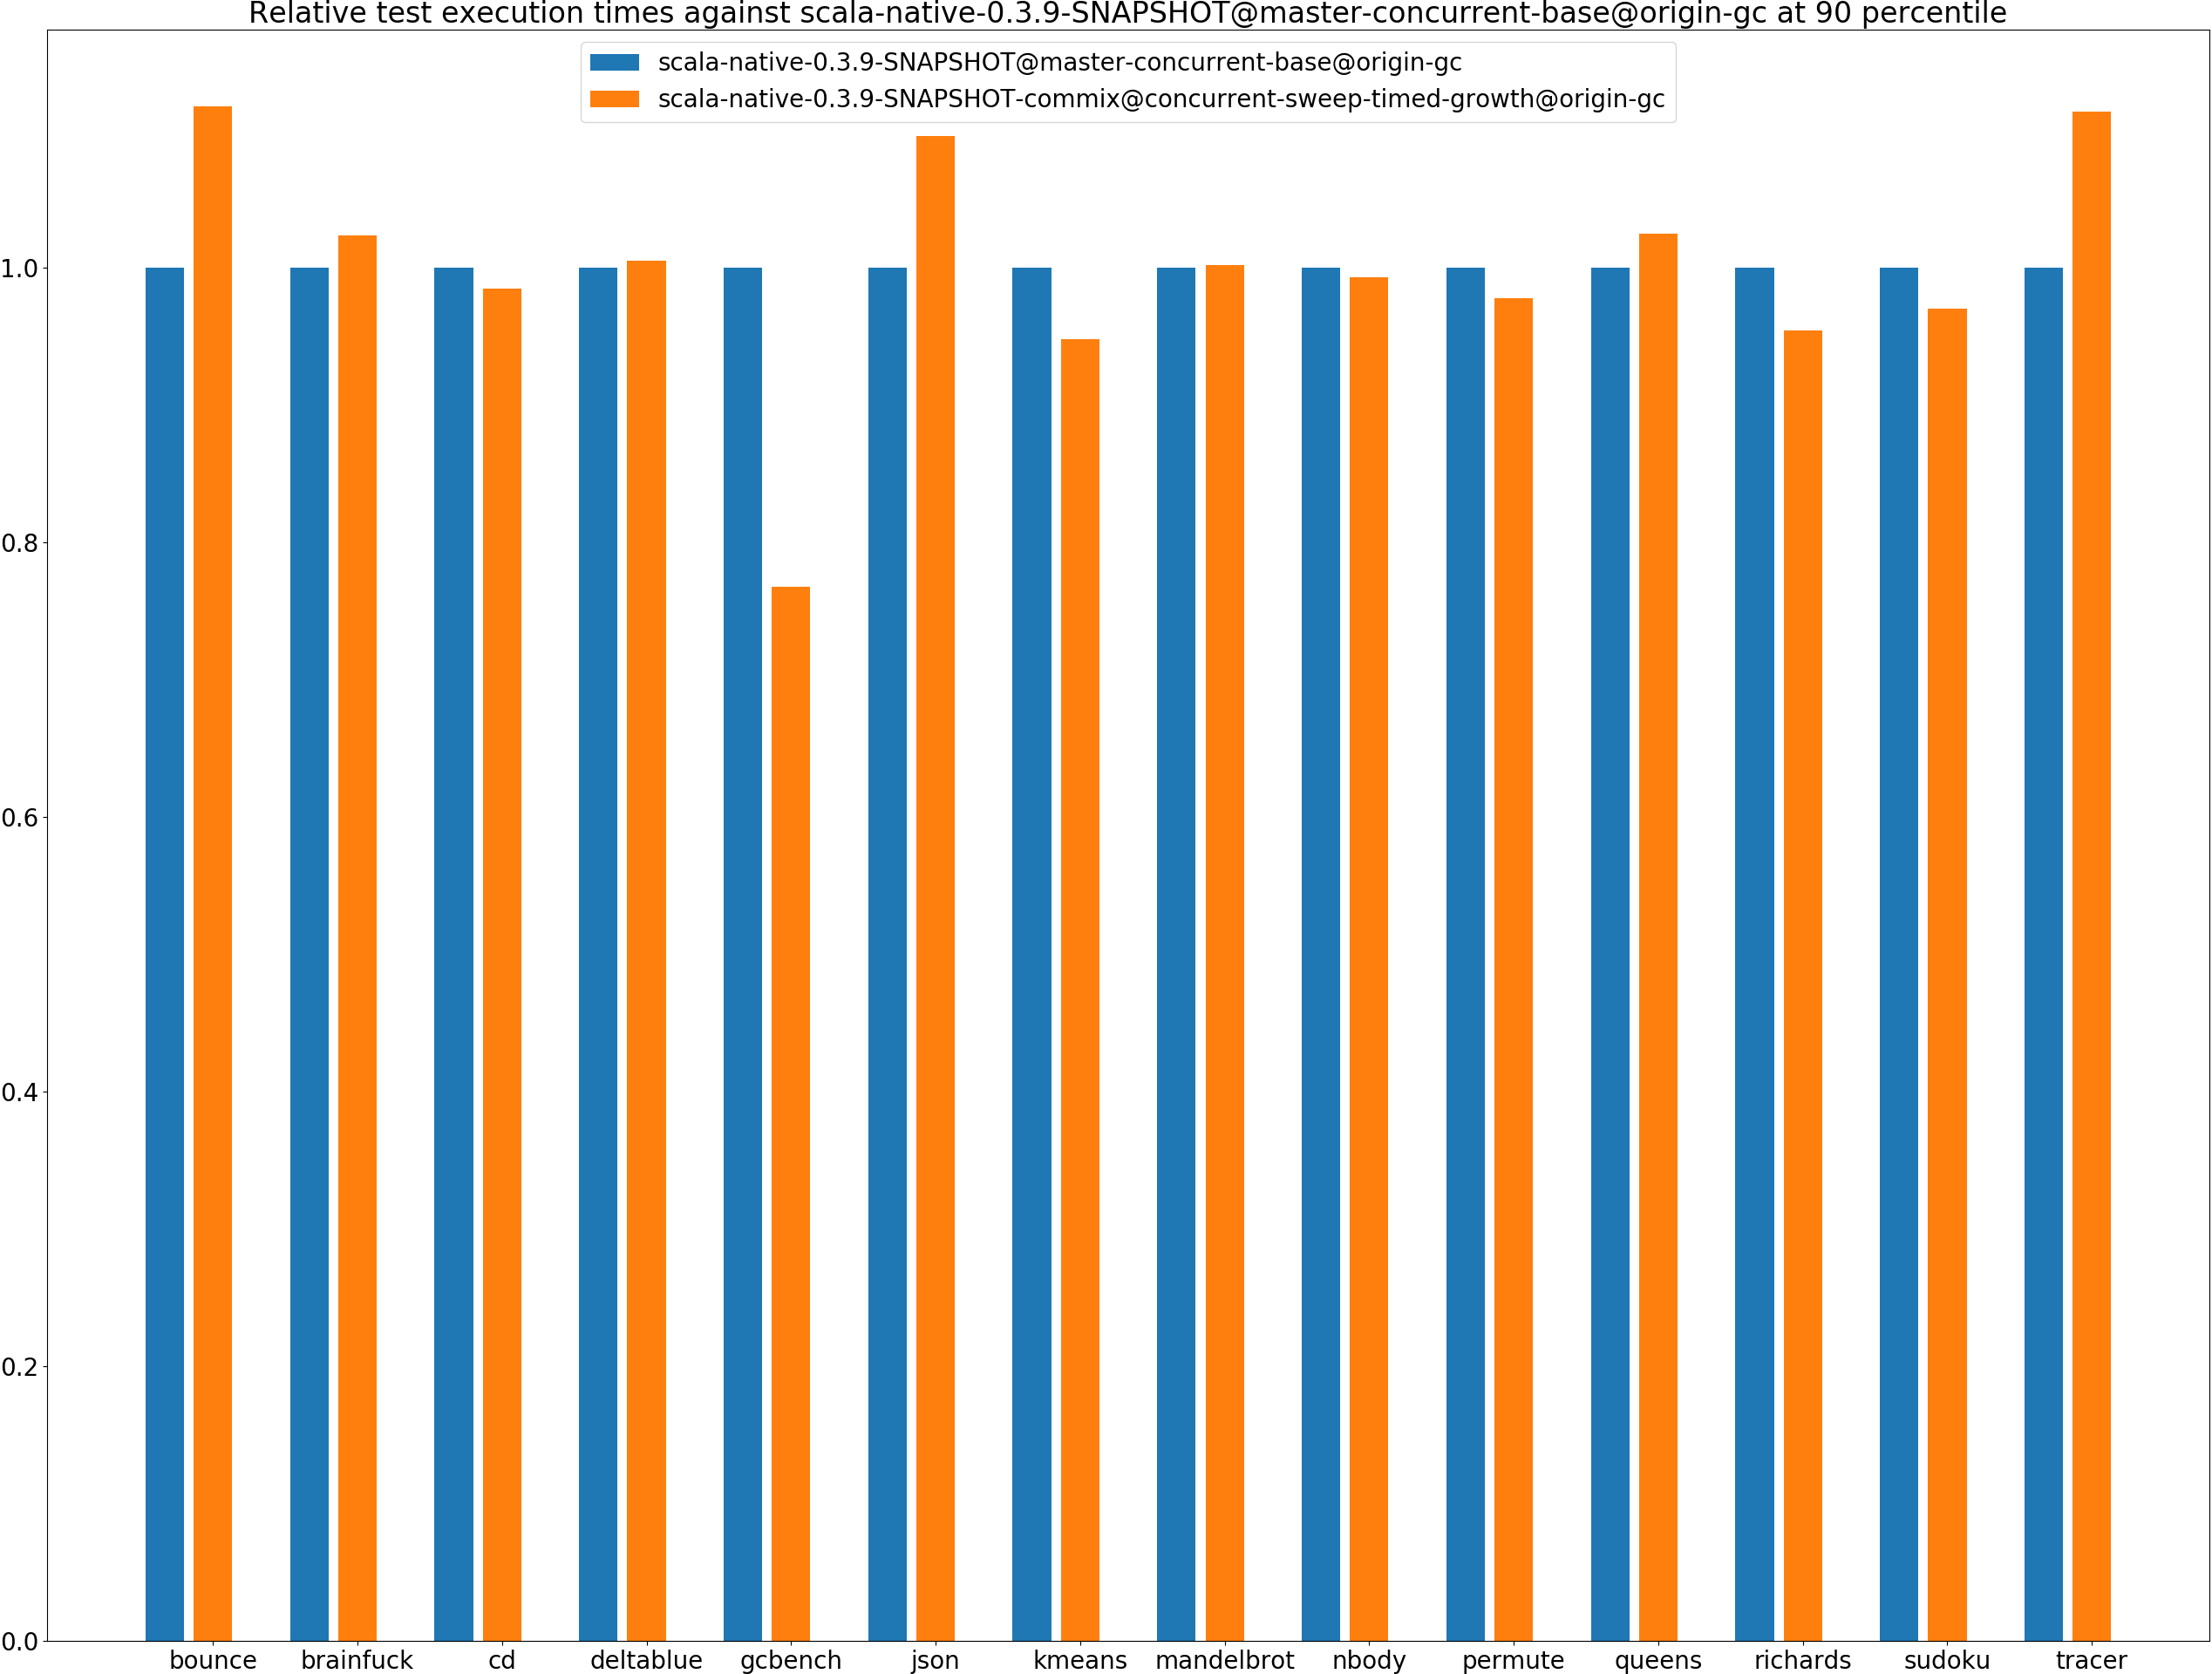 Relative test execution times against scala-native-0.3.9-SNAPSHOT@master-concurrent-base@origin-gc at 90 percentile
scala-native-0.3.9-SNAPSHOT@master-concurrent-base@origin-gc
scala-native-0.3.9-SNAPSHOT-commix@concurrent-sweep-timed-growth@origin-gc
1.0
0.8
0.6
0.4
0.2
0.0
bounce brainfuck cd deltablue gcbench json kmeans mandelbrot nbody permute queens richards sudoku tracer